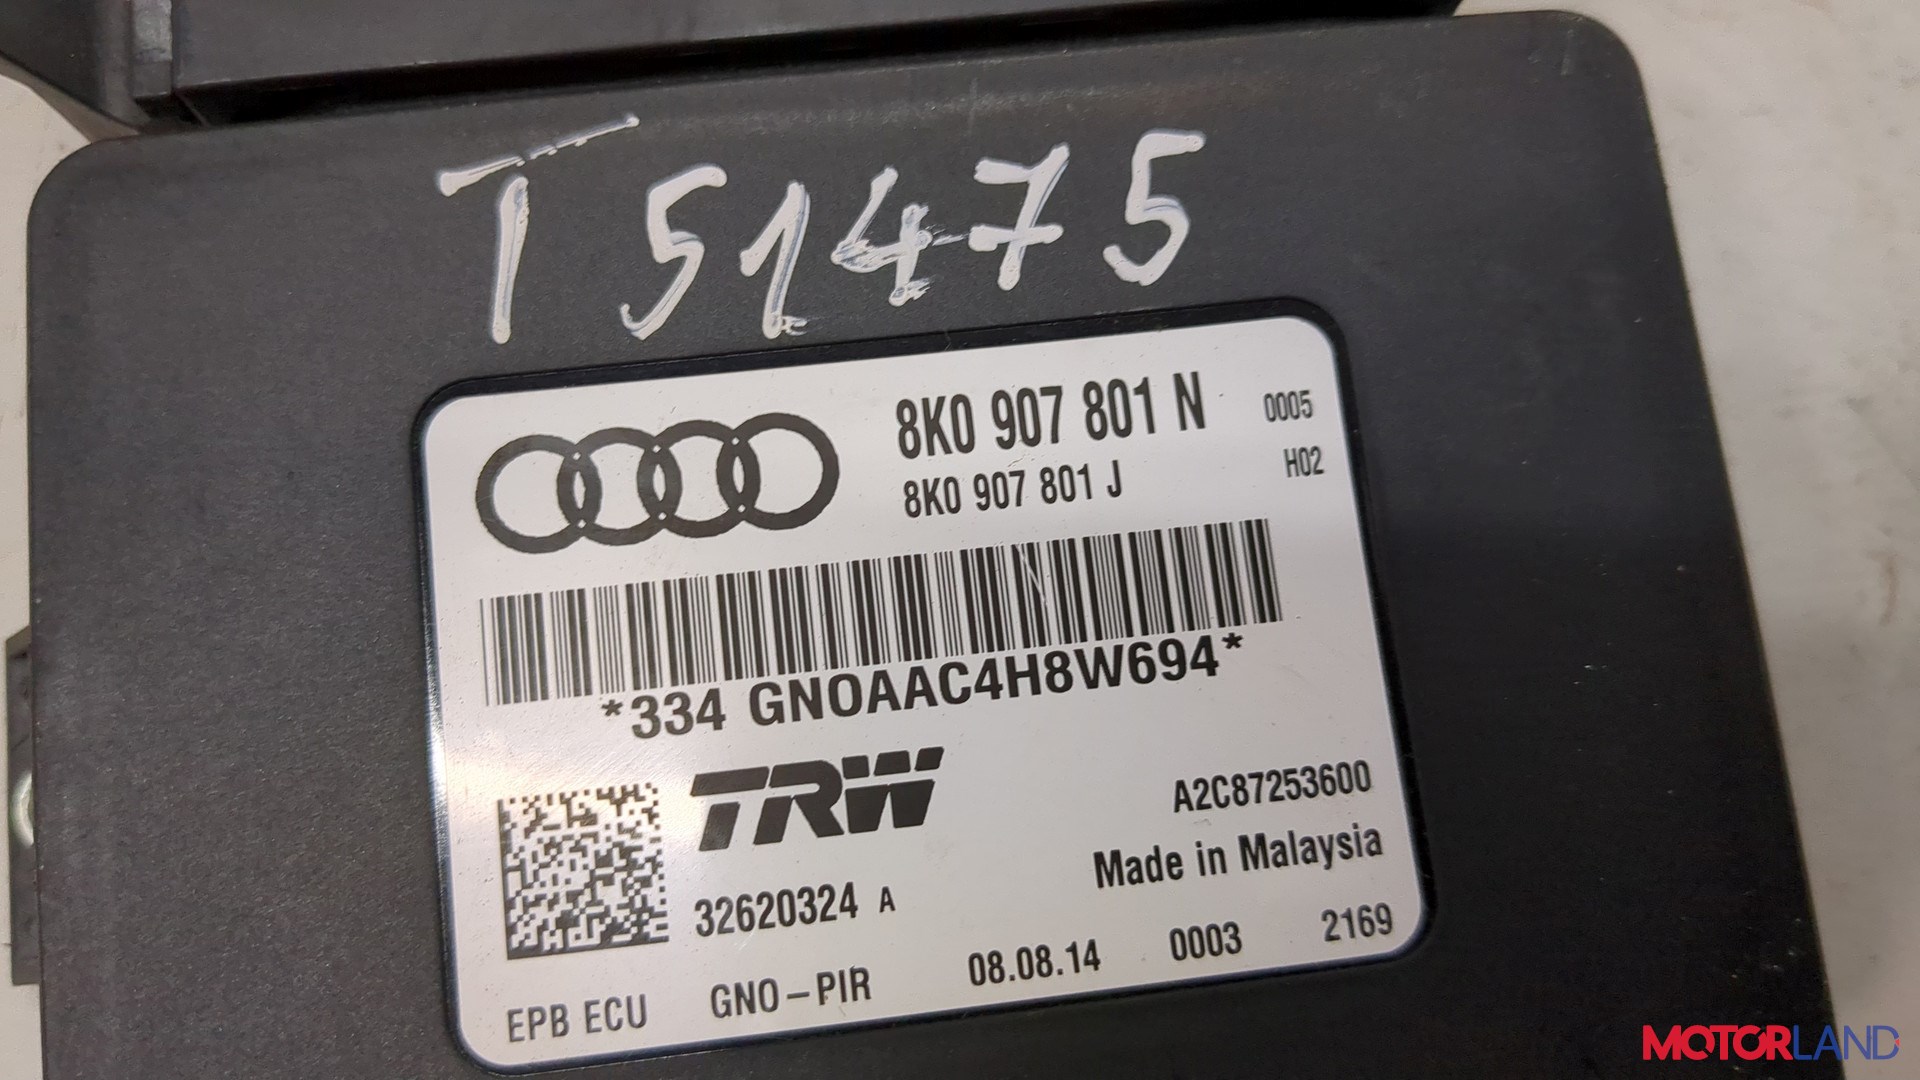 T 51475
8K0 907 801 N 0005
8K0 907 801 J H02
*334 GNOAAC4H8W694*
TRW
A2C87253600
32620324 A Made in Malaysia
EPB ECU GNO-PIR 08.08.14 0003 2169
MOTORLAND